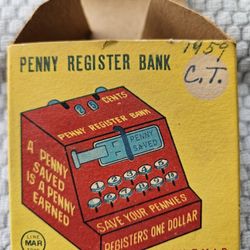 1959
C.T.
PENNY REGISTER BANK
CENTS
PENNY REGISTER BANK
PENNY
SAVED
A PENNY
SAVED
IS A PENNY
EARNED
SAVE YOUR PENNIES
REGISTERS ONE DOLLAR
LINE
MAR